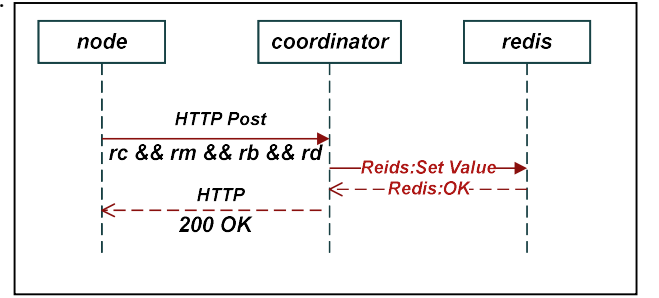 node coordinator redis
HTTP Post
rc && rm && rb && rd
Reids:Set Value
Redis:OK
HTTP
200 OK